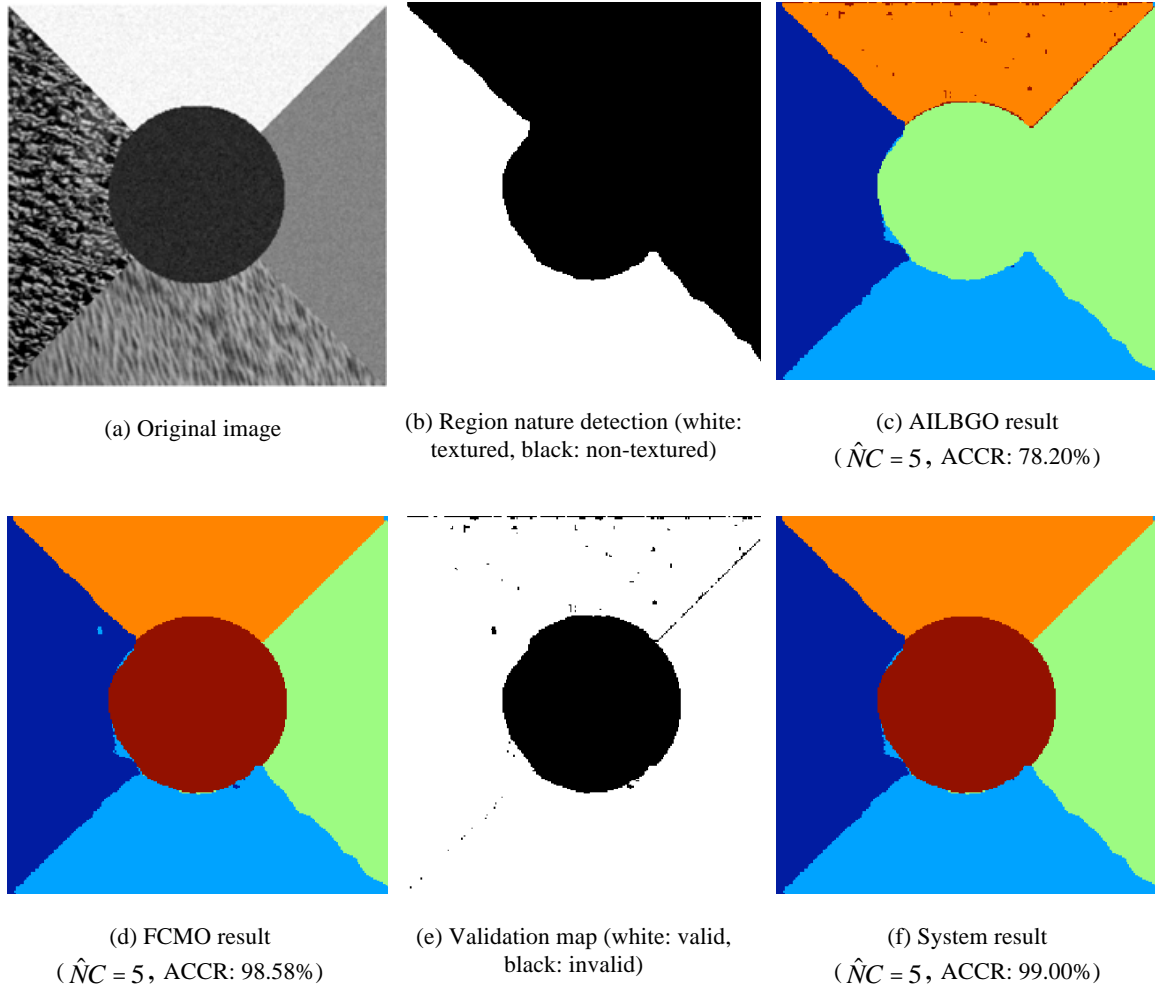 (a) Original image
(b) Region nature detection (white:
textured, black: non-textured)
(c) AILBGO result
( N̂C = 5 , ACCR: 78.20%)
(d) FCMO result
( N̂C = 5 , ACCR: 98.58%)
(e) Validation map (white: valid,
black: invalid)
(f) System result
( N̂C = 5 , ACCR: 99.00%)